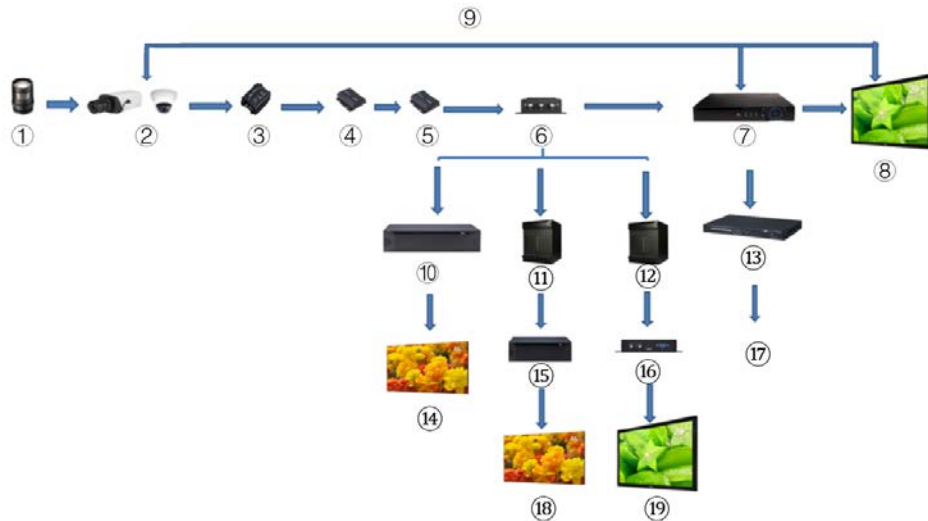 ⑨
① ② ③ ④ ⑤ ⑥ ⑦ ⑧
⑩ ⑪ ⑫ ⑬
⑭ ⑮ ⑯ ⑰
⑱ ⑲